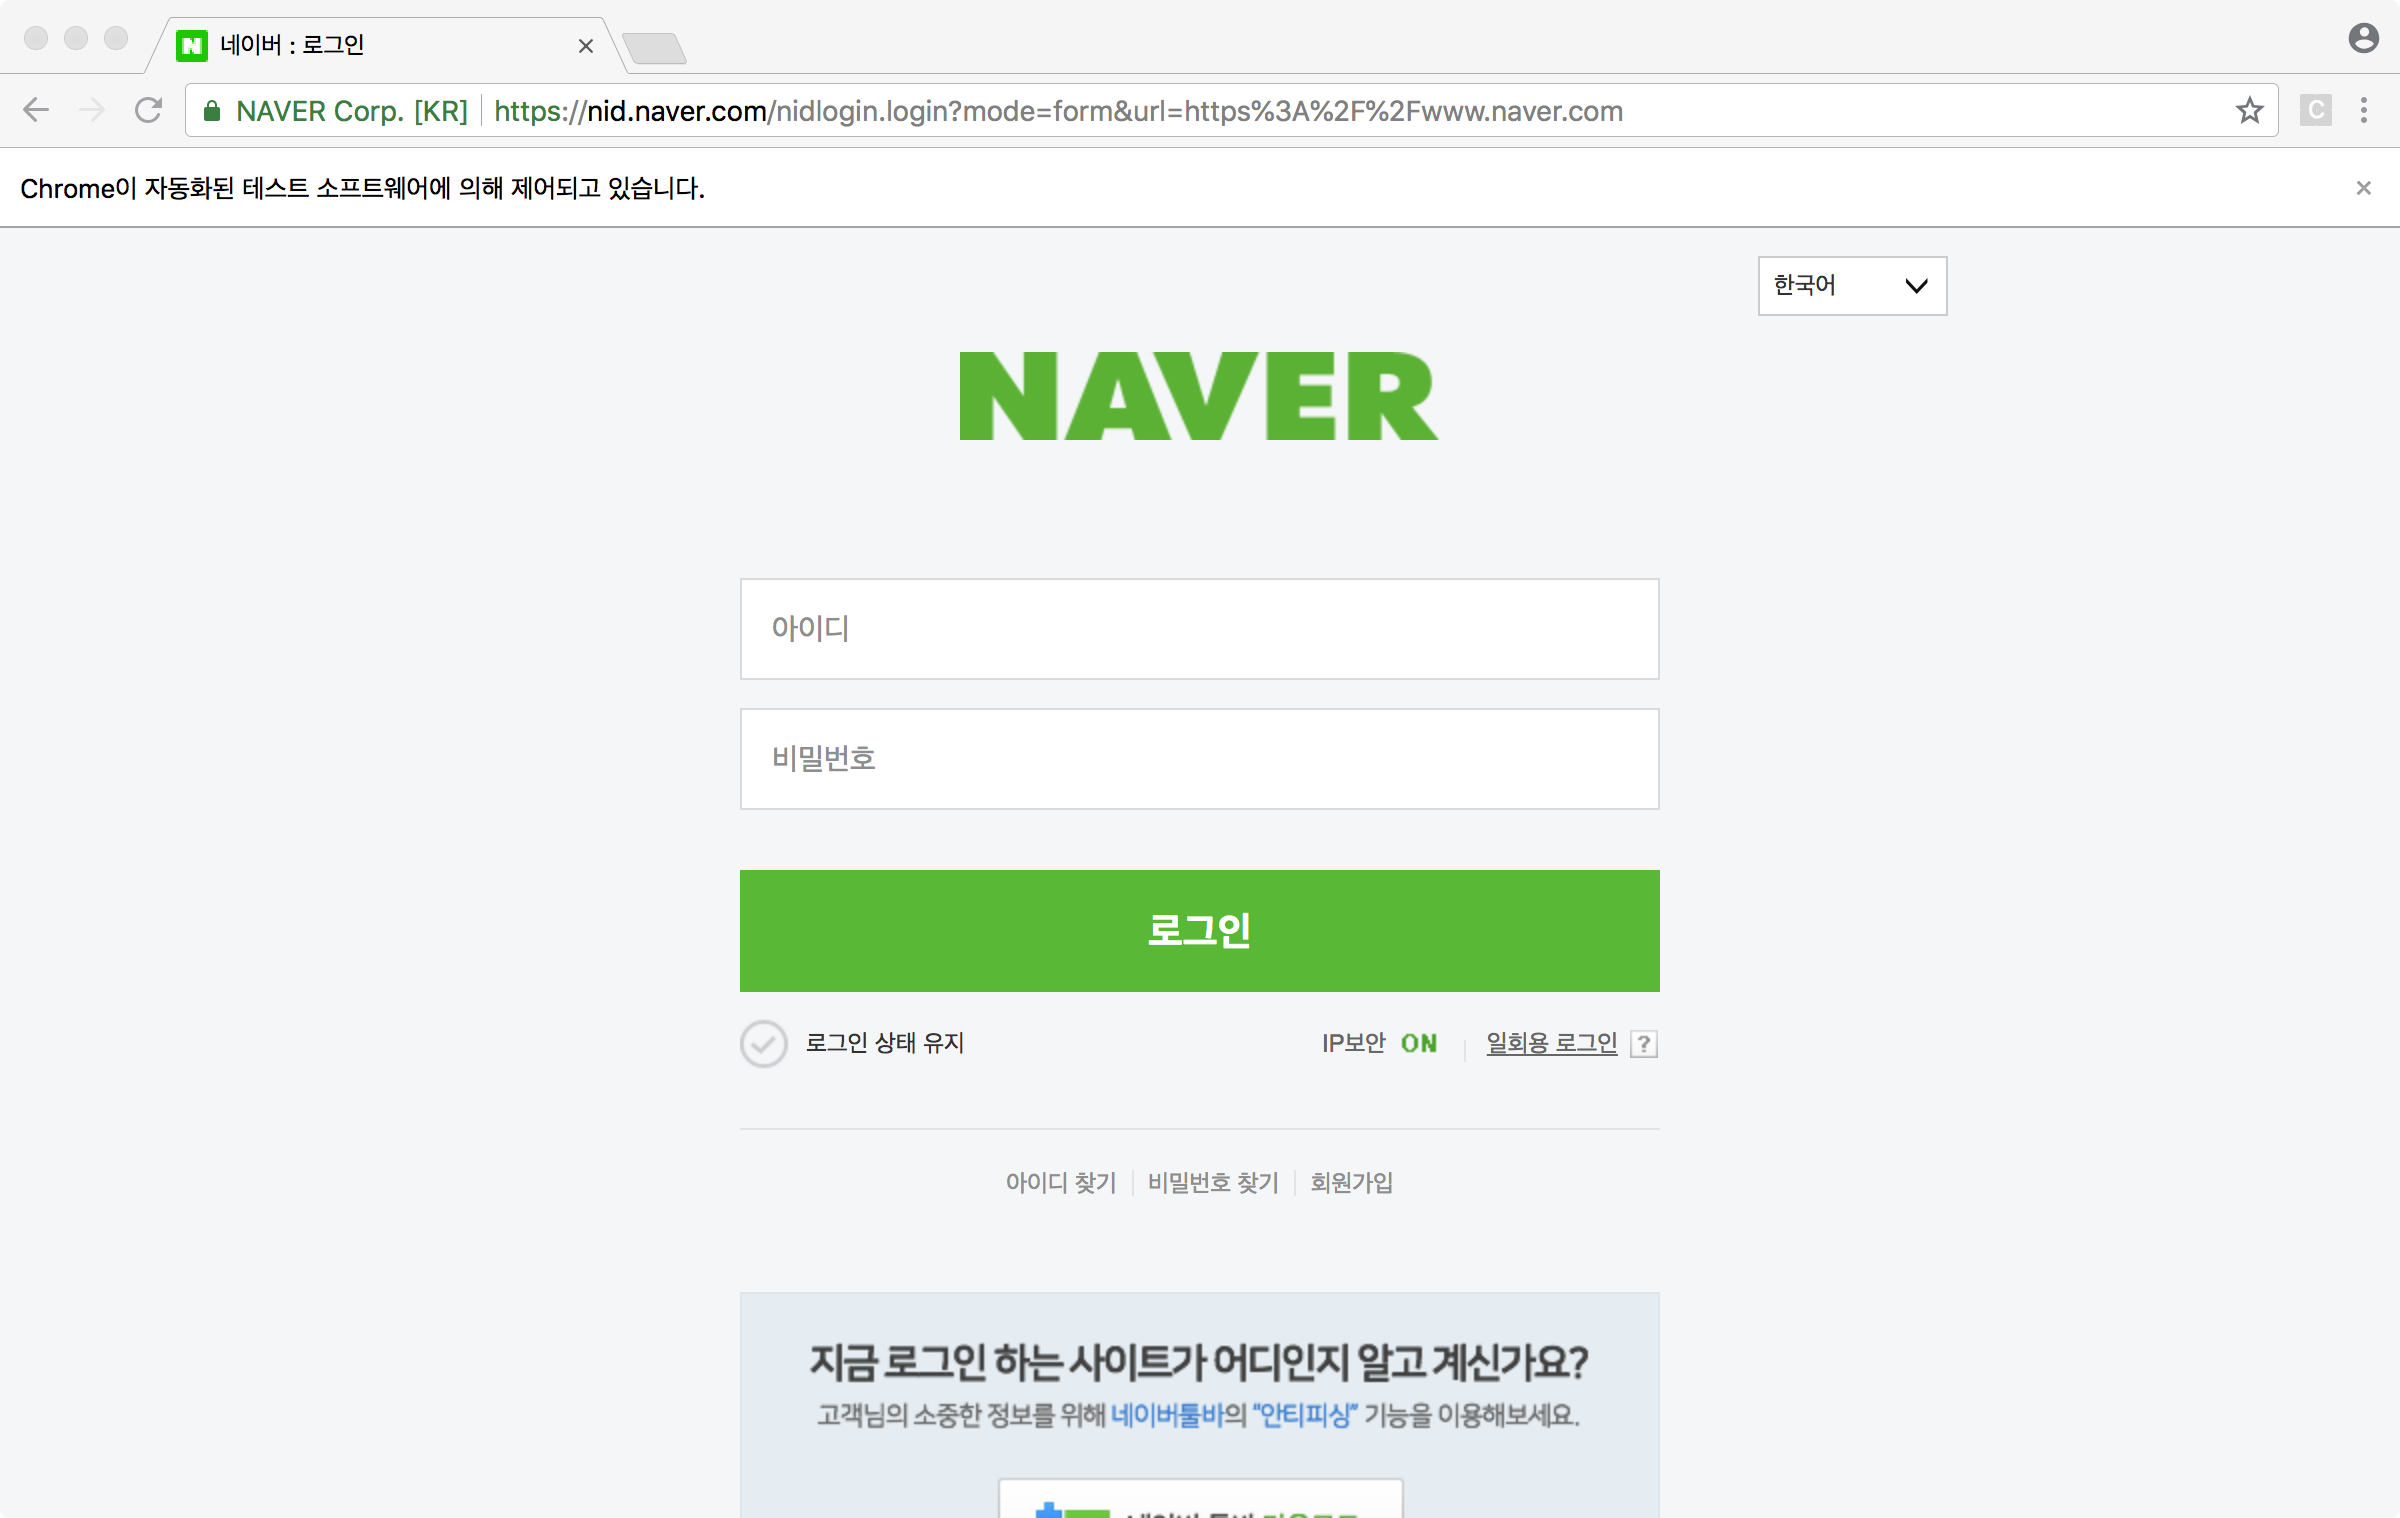 네이버 : 로그인
NAVER Corp. [KR] https://nid.naver.com/nidlogin.login?mode=form&url=https%3A%2F%2Fwww.naver.com
C
Chrome이 자동화된 테스트 소프트웨어에 의해 제어되고 있습니다.
한국어
NAVER
아이디
비밀번호
로그인
로그인 상태 유지 IP보안 ON 일회용 로그인 ?
아이디 찾기 비밀번호 찾기 회원가입
지금 로그인 하는 사이트가 어디인지 알고 계신가요?
고객님의 소중한 정보를 위해 네이버툴바의 “안티피싱” 기능을 이용해보세요.